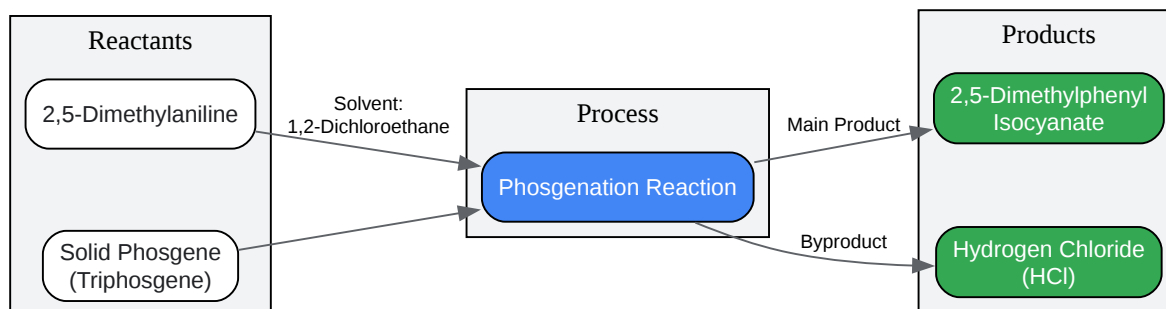 Reactants
2,5-Dimethylaniline
Solid Phosgene
(Triphosgene)
Solvent:
1,2-Dichloroethane
Process
Phosgenation Reaction
Main Product
Byproduct
Products
2,5-Dimethylphenyl
Isocyanate
Hydrogen Chloride
(HCl)